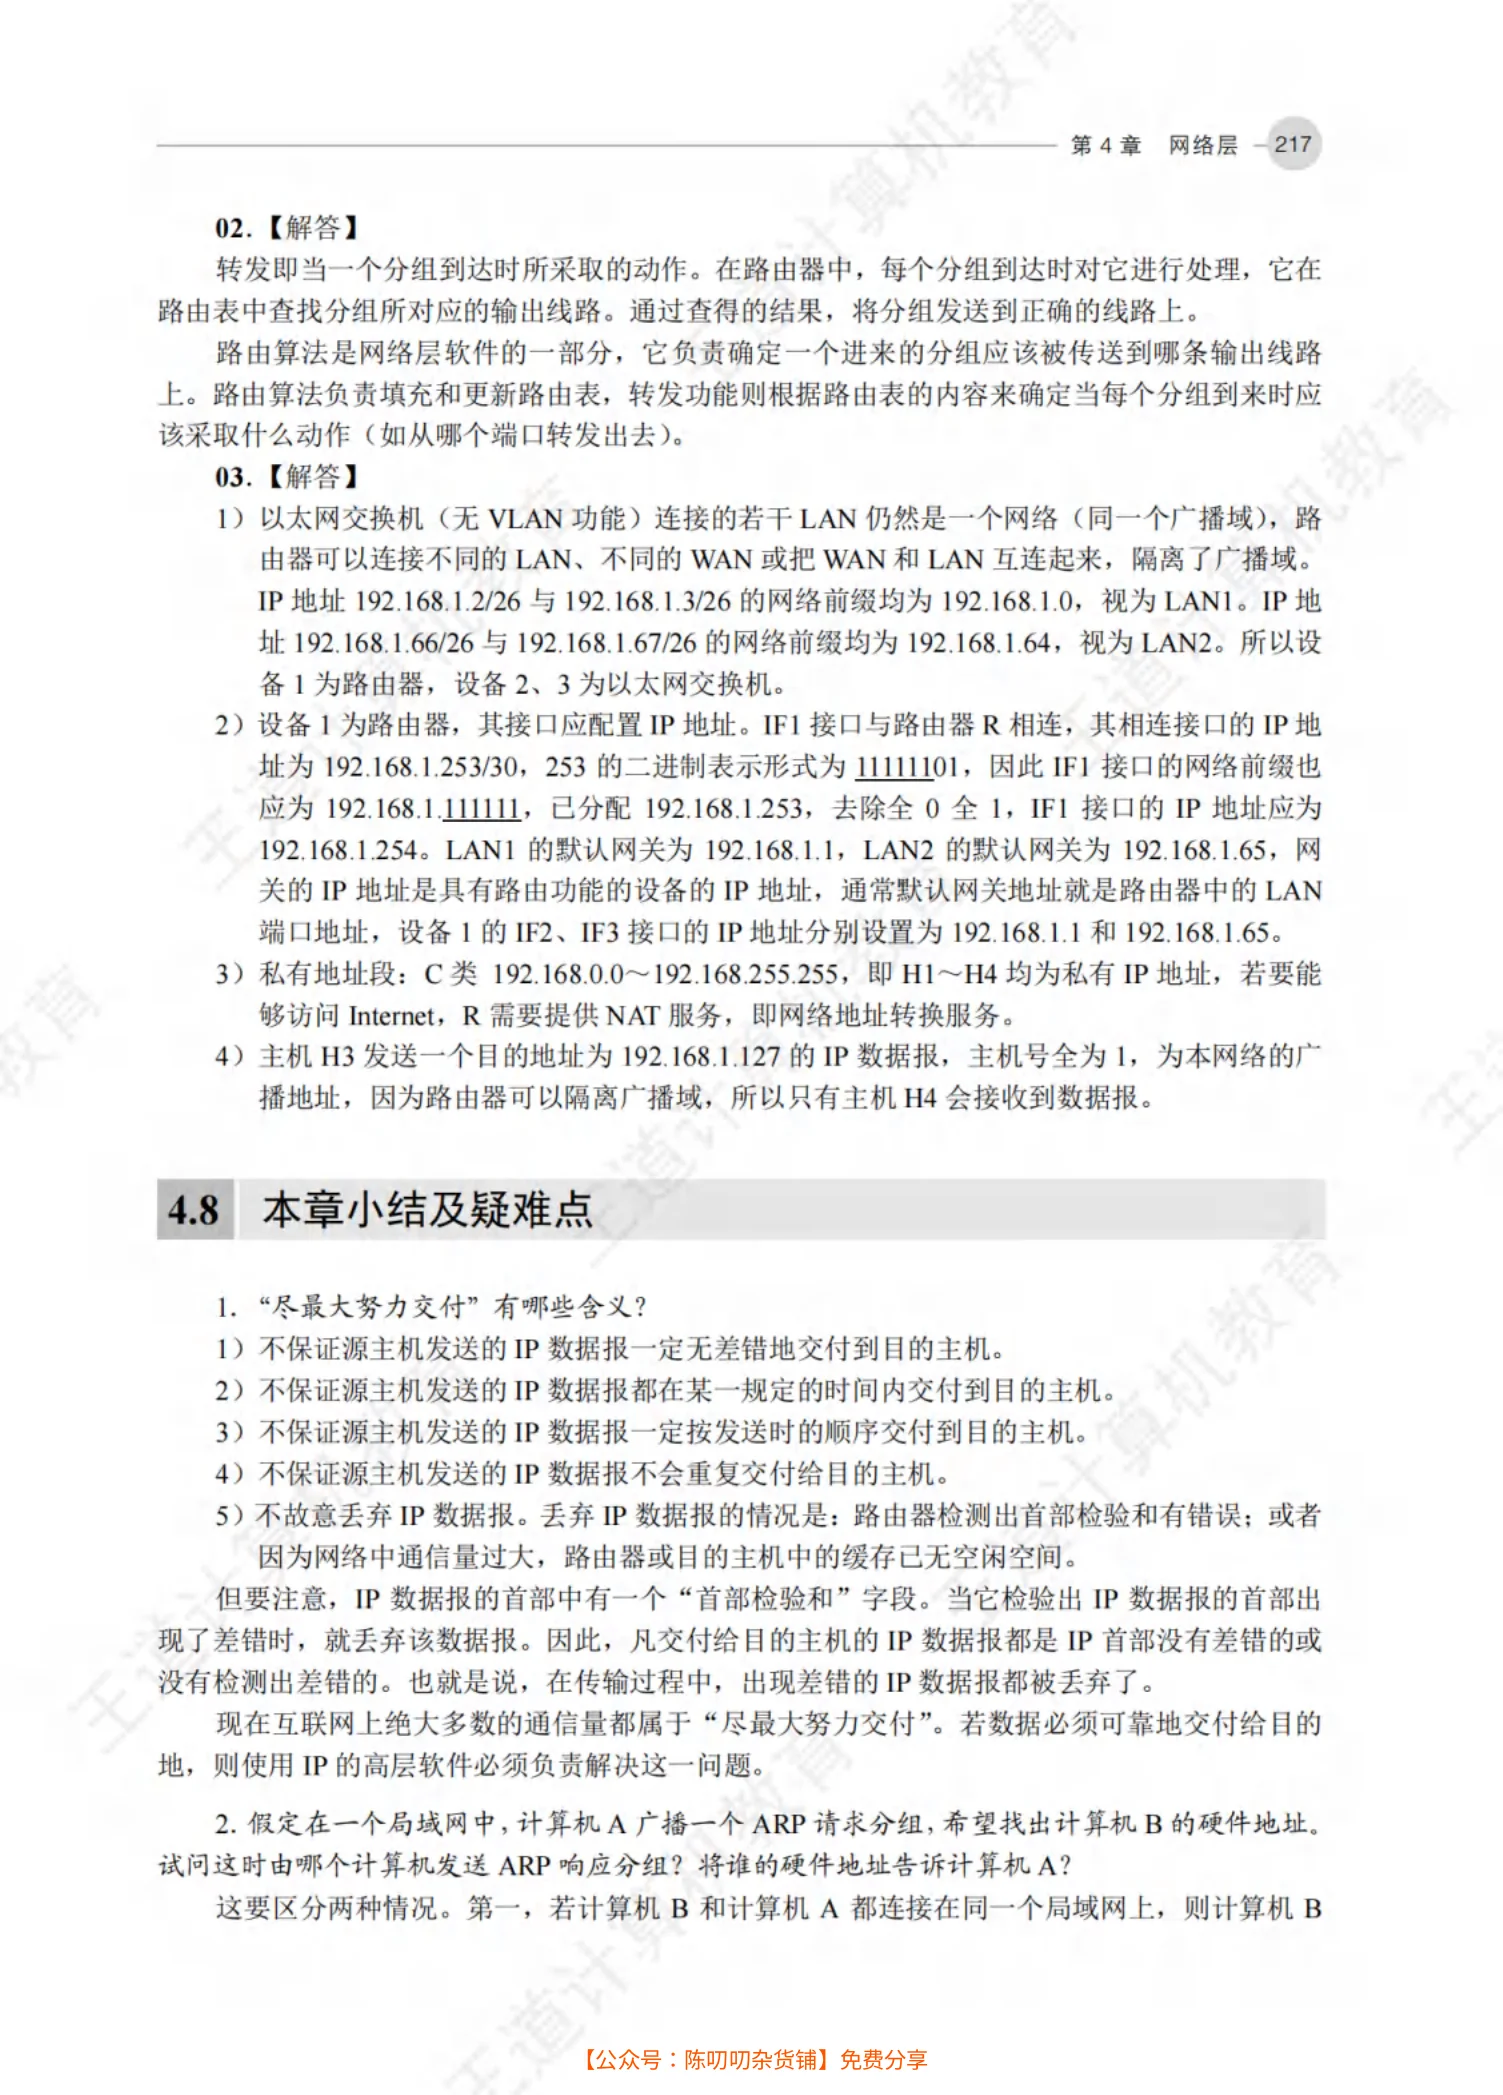 第 4 章 网络层 217
02.【解答】
转发即当一个分组到达时所采取的动作。在路由器中，每个分组到达时对它进行处理，它在
路由表中查找分组所对应的输出线路。通过查得的结果，将分组发送到正确的线路上。
路由算法是网络层软件的一部分，它负责确定一个进来的分组应该被传送到哪条输出线路
上。路由算法负责填充和更新路由表，转发功能则根据路由表的内容来确定当每个分组到来时应
该采取什么动作（如从哪个端口转发出去）。
03.【解答】
1）以太网交换机（无 VLAN 功能）连接的若干 LAN 仍然是一个网络（同一个广播域），路
由器可以连接不同的 LAN、不同的 WAN 或把 WAN 和 LAN 互连起来，隔离了广播域。
IP 地址 192.168.1.2/26 与 192.168.1.3/26 的网络前缀均为 192.168.1.0，视为 LAN1。IP 地
址 192.168.1.66/26 与 192.168.1.67/26 的网络前缀均为 192.168.1.64，视为 LAN2。所以设
备 1 为路由器，设备 2、3 为以太网交换机。
2）设备 1 为路由器，其接口应配置 IP 地址。IF1 接口与路由器 R 相连，其相连接口的 IP 地
址为 192.168.1.253/30，253 的二进制表示形式为 11111101，因此 IF1 接口的网络前缀也
应为 192.168.1.111111，已分配 192.168.1.253，去除全 0 全 1，IF1 接口的 IP 地址应为
192.168.1.254。LAN1 的默认网关为 192.168.1.1，LAN2 的默认网关为 192.168.1.65，网
关的 IP 地址是具有路由功能的设备的 IP 地址，通常默认网关地址就是路由器中的 LAN
端口地址，设备 1 的 IF2、IF3 接口的 IP 地址分别设置为 192.168.1.1 和 192.168.1.65。
3）私有地址段：C 类 192.168.0.0～192.168.255.255，即 H1～H4 均为私有 IP 地址，若要能
够访问 Internet，R 需要提供 NAT 服务，即网络地址转换服务。
4）主机 H3 发送一个目的地址为 192.168.1.127 的 IP 数据报，主机号全为 1，为本网络的广
播地址，因为路由器可以隔离广播域，所以只有主机 H4 会接收到数据报。
4.8 本章小结及疑难点
1.“尽最大努力交付”有哪些含义？
1）不保证源主机发送的 IP 数据报一定无差错地交付到目的主机。
2）不保证源主机发送的 IP 数据报都在某一规定的时间内交付到目的主机。
3）不保证源主机发送的 IP 数据报一定按发送时的顺序交付到目的主机。
4）不保证源主机发送的 IP 数据报不会重复交付给目的主机。
5）不故意丢弃 IP 数据报。丢弃 IP 数据报的情况是：路由器检测出首部检验和有错误；或者
因为网络中通信量过大，路由器或目的主机中的缓存已无空闲空间。
但要注意，IP 数据报的首部中有一个“首部检验和”字段。当它检验出 IP 数据报的首部出
现了差错时，就丢弃该数据报。因此，凡交付给目的主机的 IP 数据报都是 IP 首部没有差错的或
没有检测出差错的。也就是说，在传输过程中，出现差错的 IP 数据报都被丢弃了。
现在互联网上绝大多数的通信量都属于“尽最大努力交付”。若数据必须可靠地交付给目的
地，则使用 IP 的高层软件必须负责解决这一问题。
2. 假定在一个局域网中，计算机 A 广播一个 ARP 请求分组，希望找出计算机 B 的硬件地址。
试问这时由哪个计算机发送 ARP 响应分组？将谁的硬件地址告诉计算机 A？
这要区分两种情况。第一，若计算机 B 和计算机 A 都连接在同一个局域网上，则计算机 B
【公众号：陈叨叨杂货铺】免费分享
王道计算机教育